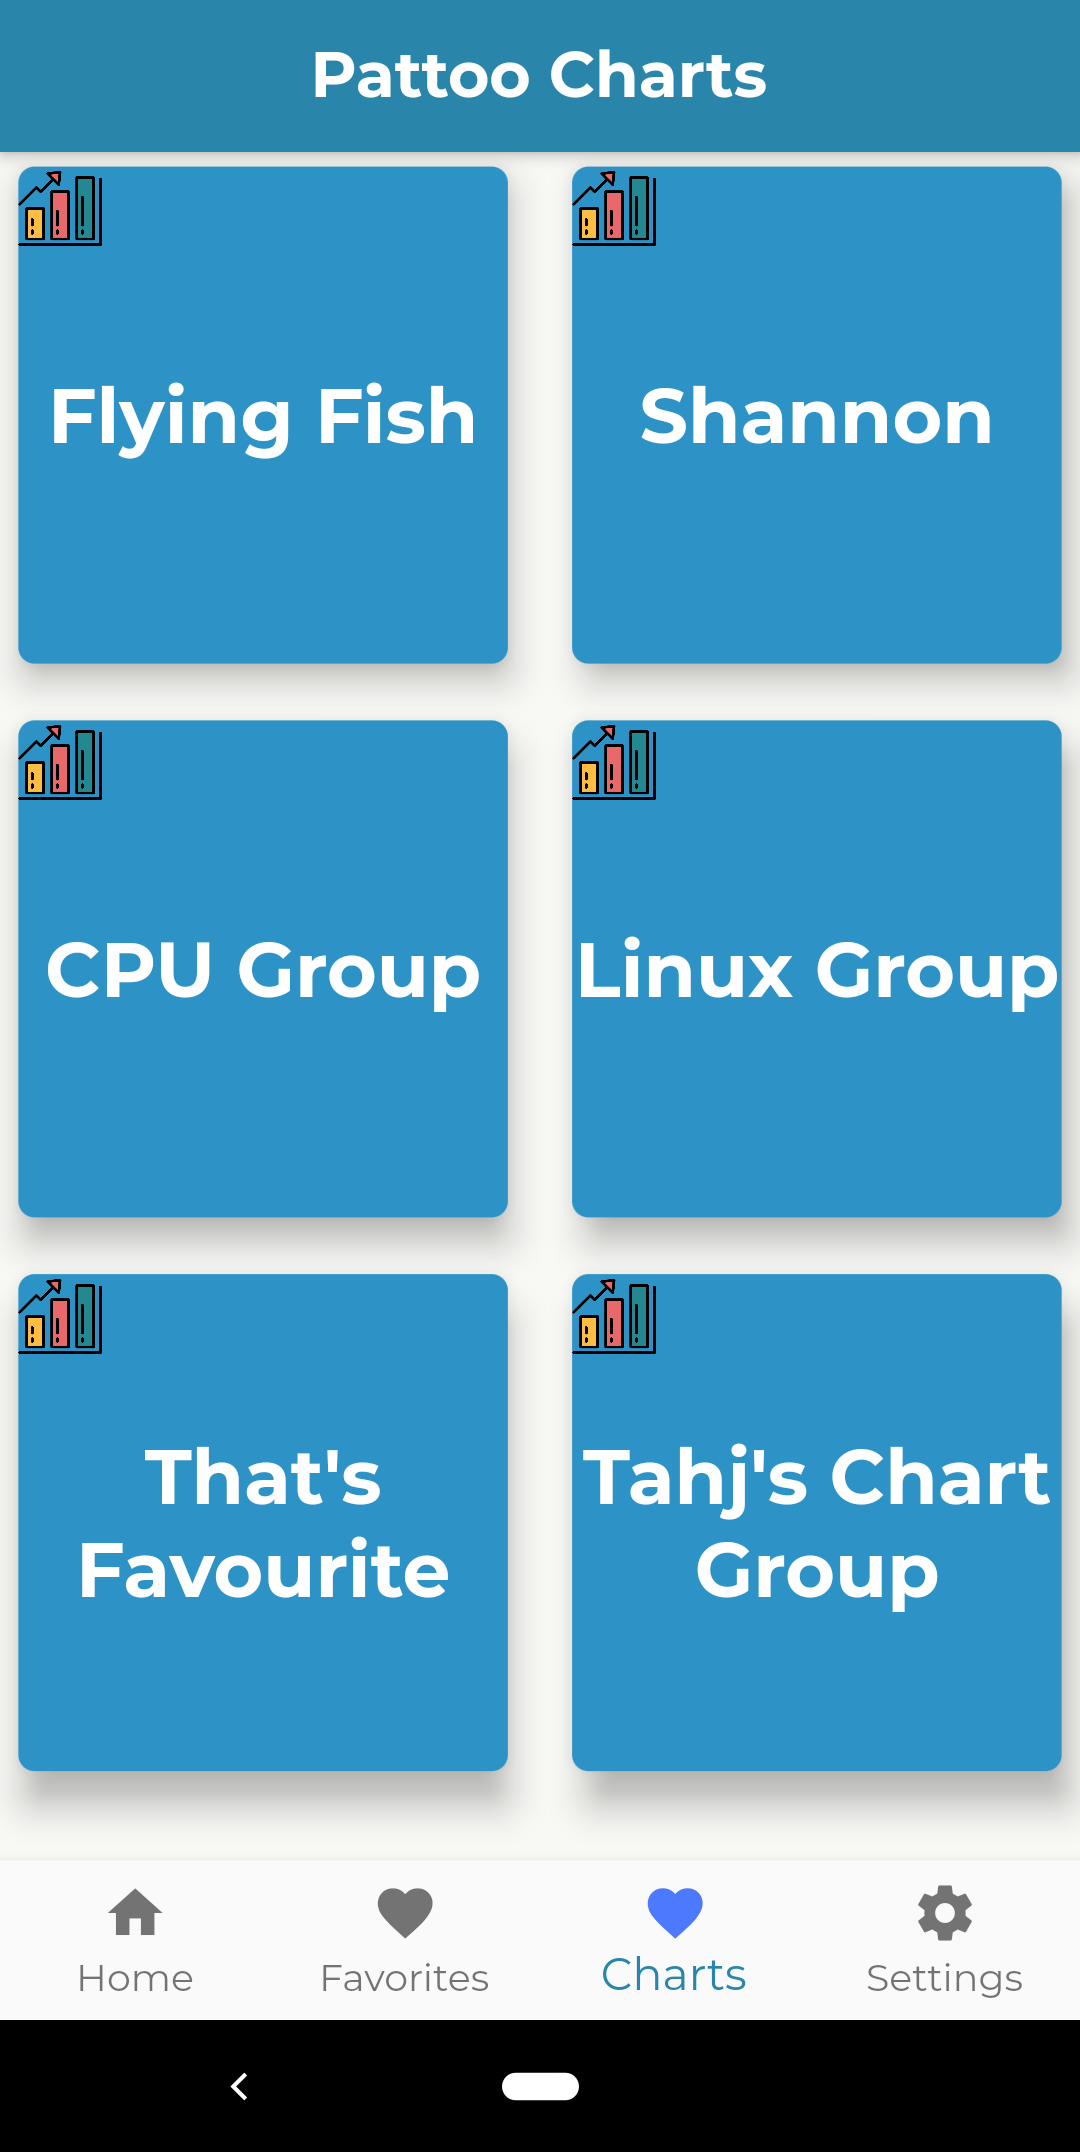 Pattoo Charts
Flying Fish
Shannon
CPU Group
Linux Group
That's
Favourite
Tahj's Chart
Group
Home
Favorites
Charts
Settings